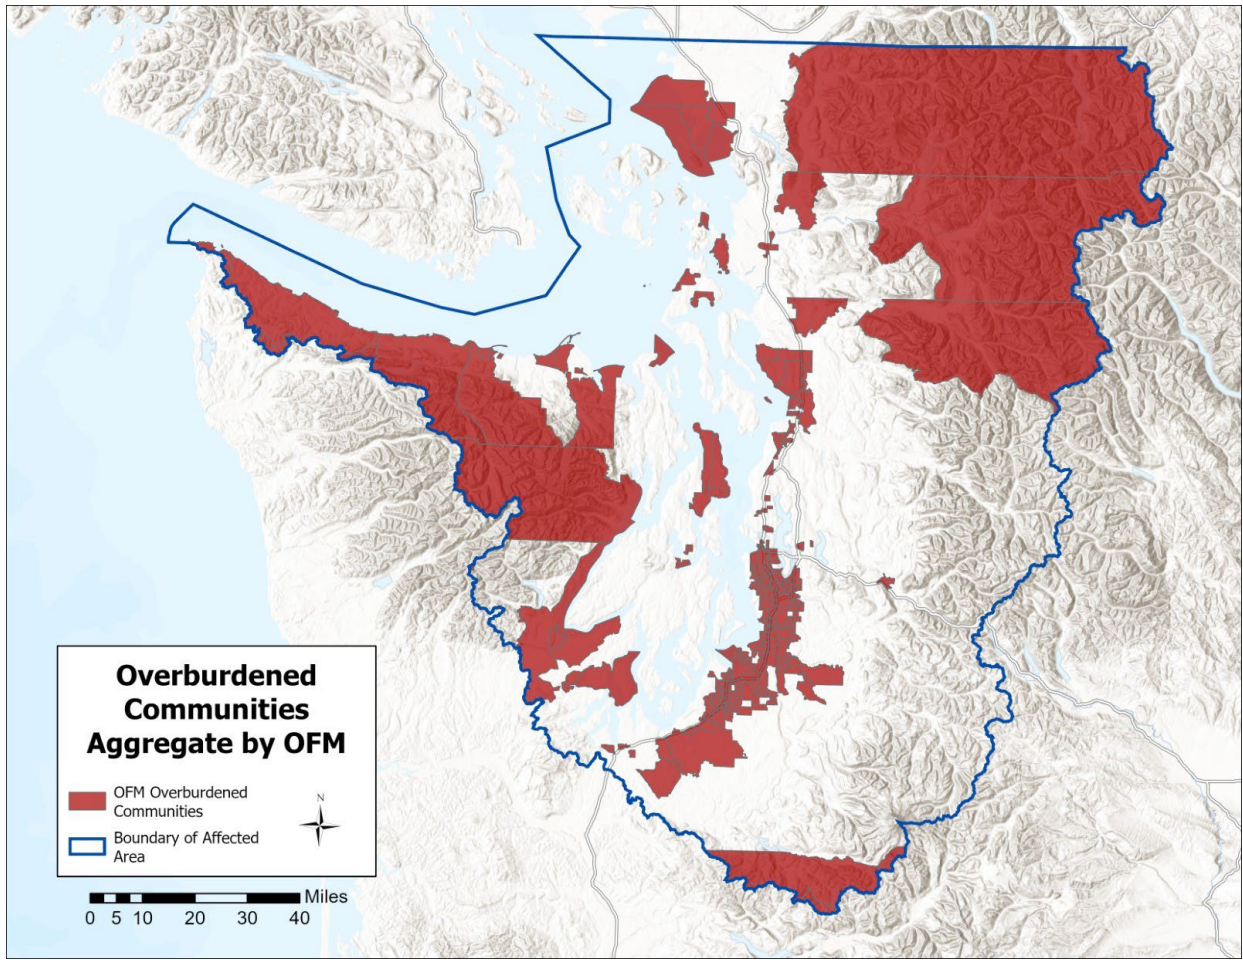 Overburdened
Communities
Aggregate by OFM
OFM Overburdened
Communities
N
Boundary of Affected
Area
Miles
0 5 10 20 30 40